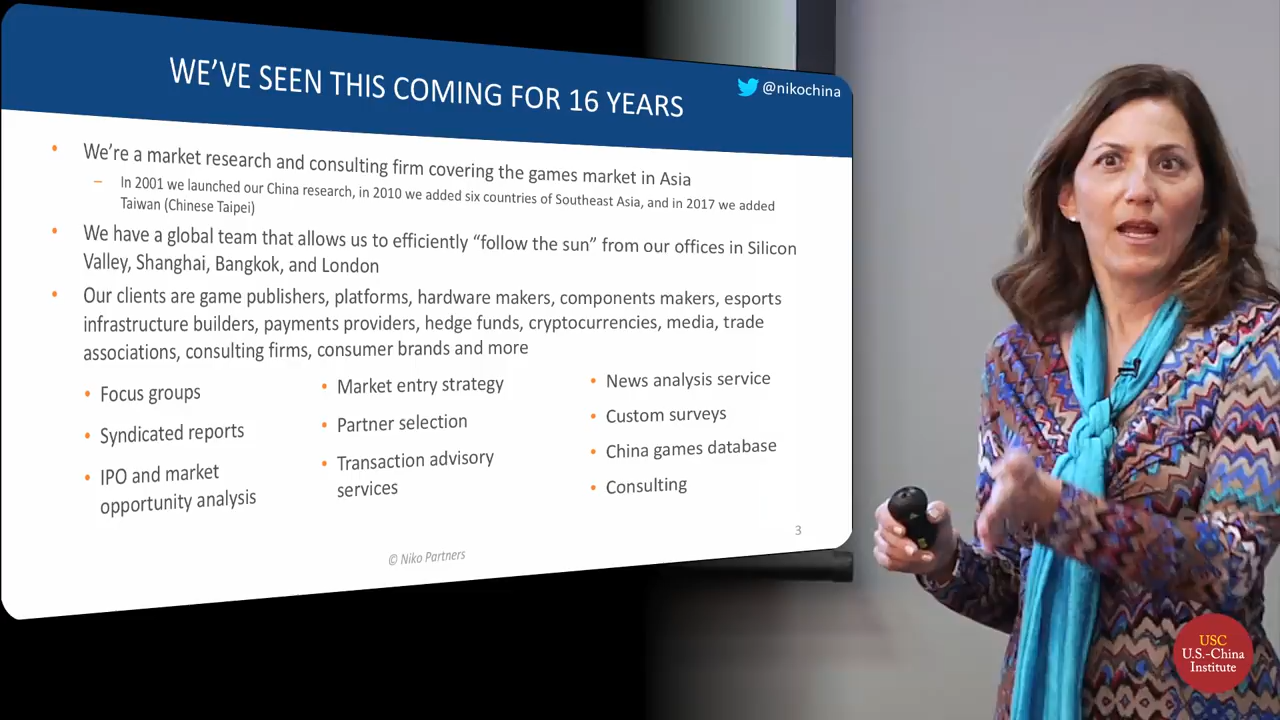 WE'VE SEEN THIS COMING FOR 16 YEARS
@nikochina
• We're a market research and consulting firm covering the games market in Asia
– In 2001 we launched our China research, in 2010 we added six countries of Southeast Asia, and in 2017 we added
Taiwan (Chinese Taipei)
• We have a global team that allows us to efficiently “follow the sun” from our offices in Silicon
Valley, Shanghai, Bangkok, and London
• Our clients are game publishers, platforms, hardware makers, components makers, esports
infrastructure builders, payments providers, hedge funds, cryptocurrencies, media, trade
associations, consulting firms, consumer brands and more
• Focus groups
• Syndicated reports
• IPO and market
opportunity analysis
• Market entry strategy
• Partner selection
• Transaction advisory
services
• News analysis service
• Custom surveys
• China games database
• Consulting
3
© Niko Partners
USC
U.S.-China
Institute